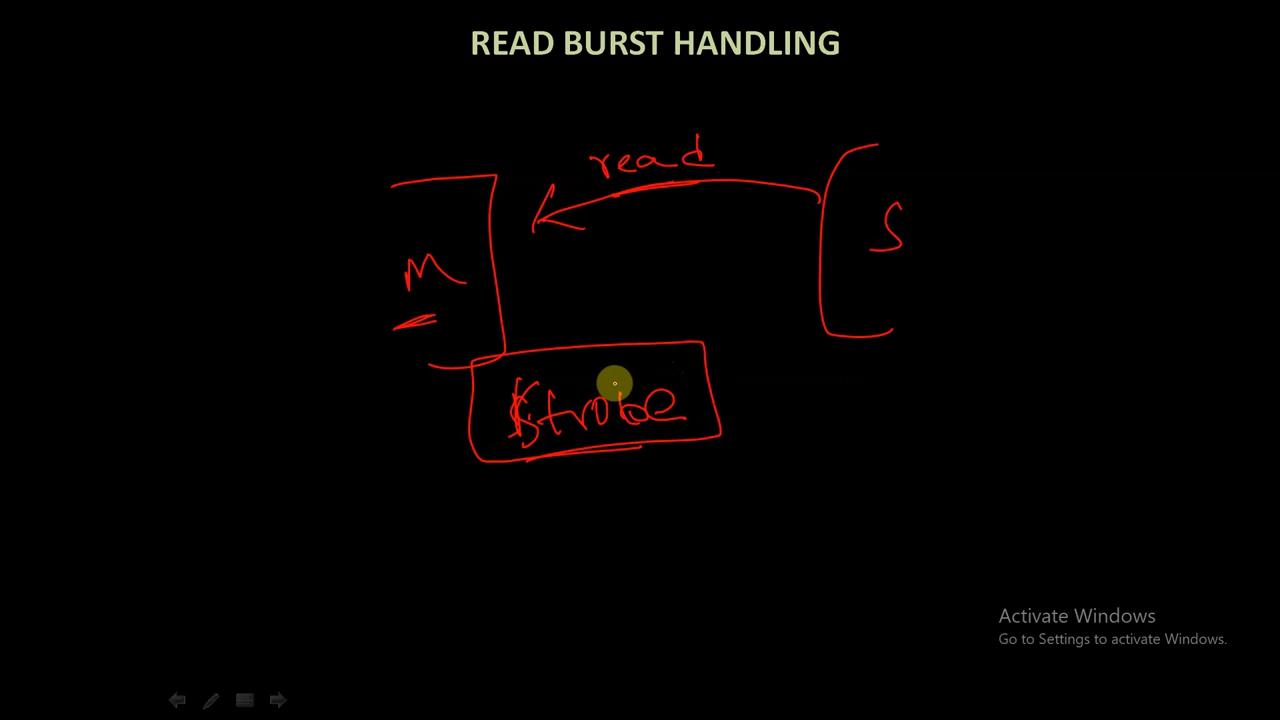 READ BURST HANDLING
read
S
M
Strobe
Activate Windows
Go to Settings to activate Windows.